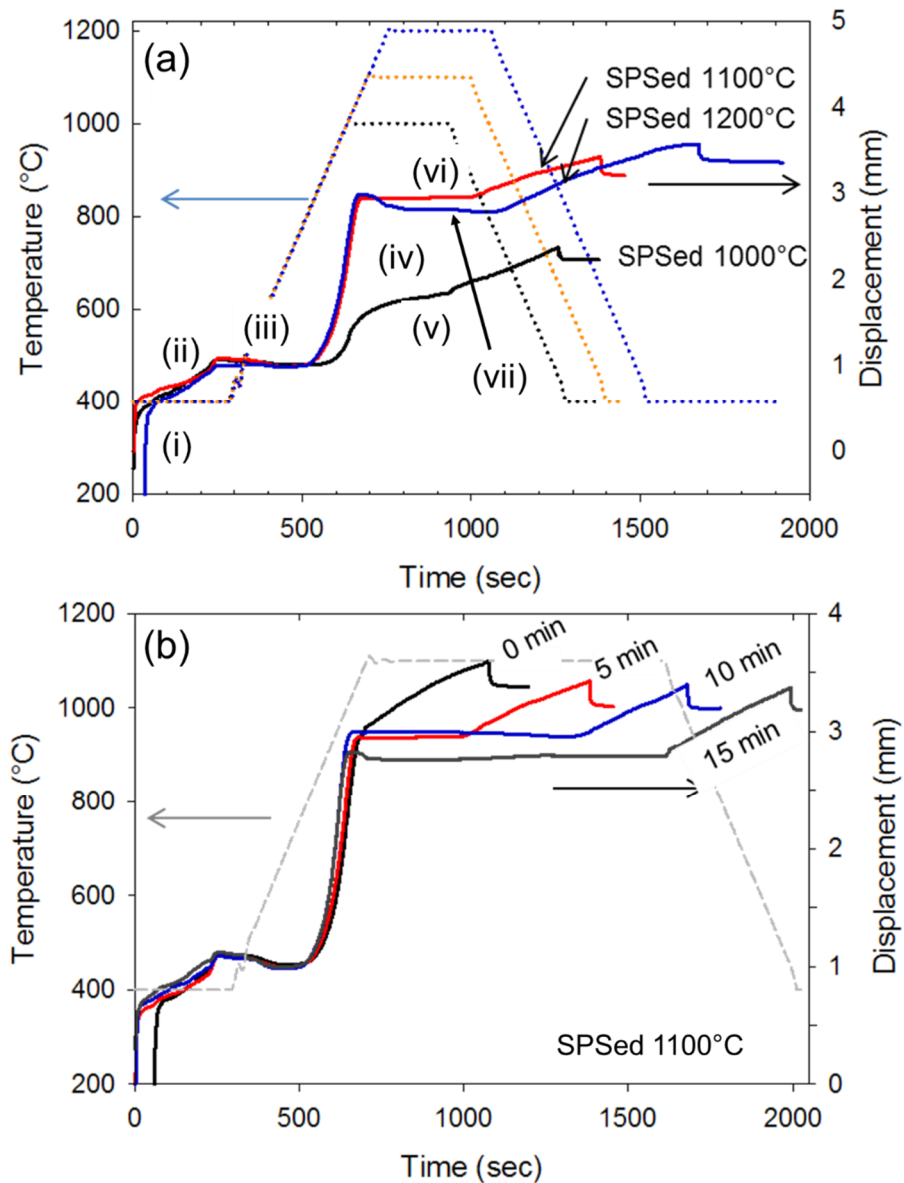 (a)
1200
1000
800
600
400
200
Temperature (°C)
5
4
3
2
1
0
Displacement (mm)
SPSed 1100°C
SPSed 1200°C
SPSed 1000°C
(vi)
(iv)
(v)
(vii)
(iii)
(ii)
(i)
0
500
1000
1500
2000
Time (sec)
(b)
1200
1000
800
600
400
200
Temperature (°C)
4
3
2
1
0
Displacement (mm)
0 min
5 min
10 min
15 min
SPSed 1100°C
0
500
1000
1500
2000
Time (sec)